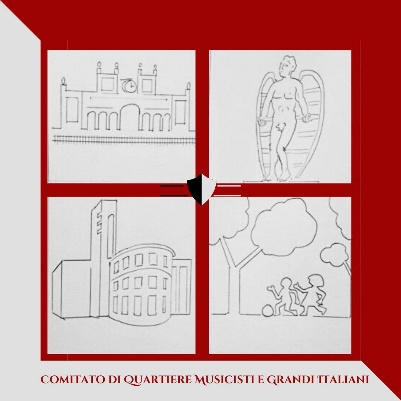 COMITATO DI QUARTIERE MUSICISTI E GRANDI ITALIANI